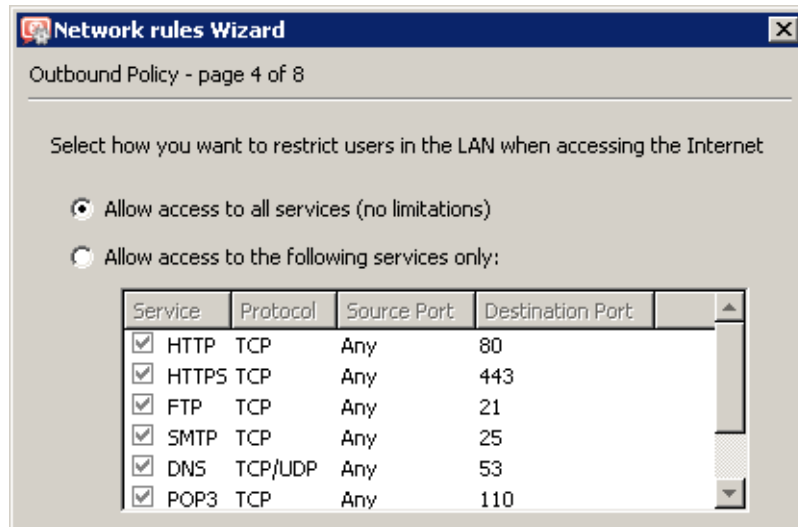 Network rules Wizard
Outbound Policy - page 4 of 8
Select how you want to restrict users in the LAN when accessing the Internet
Allow access to all services (no limitations)
Allow access to the following services only:
Service Protocol Source Port Destination Port
HTTP TCP Any 80
HTTPS TCP Any 443
FTP TCP Any 21
SMTP TCP Any 25
DNS TCP/UDP Any 53
POP3 TCP Any 110